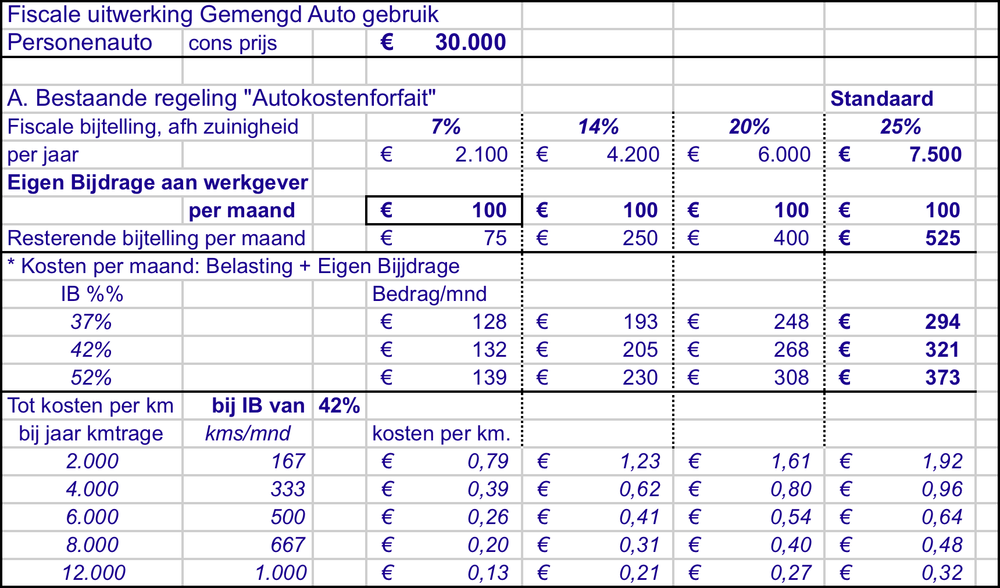 Fiscale uitwerking Gemengd Auto gebruik
Personenauto cons prijs € 30.000
A. Bestaande regeling "Autokostenforfait" Standaard
Fiscale bijtelling, afh zuinigheid 7% 14% 20% 25%
per jaar € 2.100 € 4.200 € 6.000 € 7.500
Eigen Bijdrage aan werkgever
per maand € 100 € 100 € 100 € 100
Resterende bijtelling per maand € 75 € 250 € 400 € 525
* Kosten per maand: Belasting + Eigen Bijjdrage
IB %% Bedrag/mnd
37% € 128 € 193 € 248 € 294
42% € 132 € 205 € 268 € 321
52% € 139 € 230 € 308 € 373
Tot kosten per km bij IB van 42%
bij jaar kmtrage kms/mnd kosten per km.
2.000 167 € 0,79 € 1,23 € 1,61 € 1,92
4.000 333 € 0,39 € 0,62 € 0,80 € 0,96
6.000 500 € 0,26 € 0,41 € 0,54 € 0,64
8.000 667 € 0,20 € 0,31 € 0,40 € 0,48
12.000 1.000 € 0,13 € 0,21 € 0,27 € 0,32